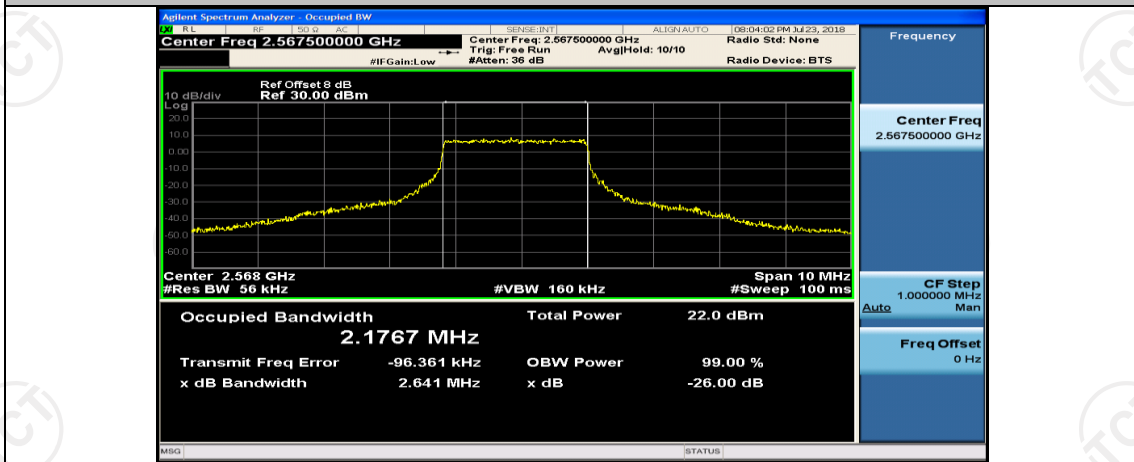 Agilent Spectrum Analyzer - Occupied BW
LXI RL RF 50 Ω AC SENSE:INT ALIGN AUTO 08:04:02 PM Jul 23, 2018
Center Freq 2.567500000 GHz Center Freq: 2.567500000 GHz Radio Std: None Frequency
Trig: Free Run Avg|Hold: 10/10
#IFGain:Low #Atten: 36 dB Radio Device: BTS
Ref Offset 8 dB
10 dB/div Ref 30.00 dBm
Log
20.0
10.0
0.00
-10.0
-20.0
-30.0
-40.0
-50.0
-60.0
Center Freq
2.567500000 GHz
Center 2.568 GHz Span 10 MHz
#Res BW 56 kHz #VBW 160 kHz #Sweep 100 ms
CF Step
1.000000 MHz
Auto Man
Occupied Bandwidth Total Power 22.0 dBm
2.1767 MHz
Freq Offset
0 Hz
Transmit Freq Error -96.361 kHz OBW Power 99.00 %
x dB Bandwidth 2.641 MHz x dB -26.00 dB
MSG STATUS